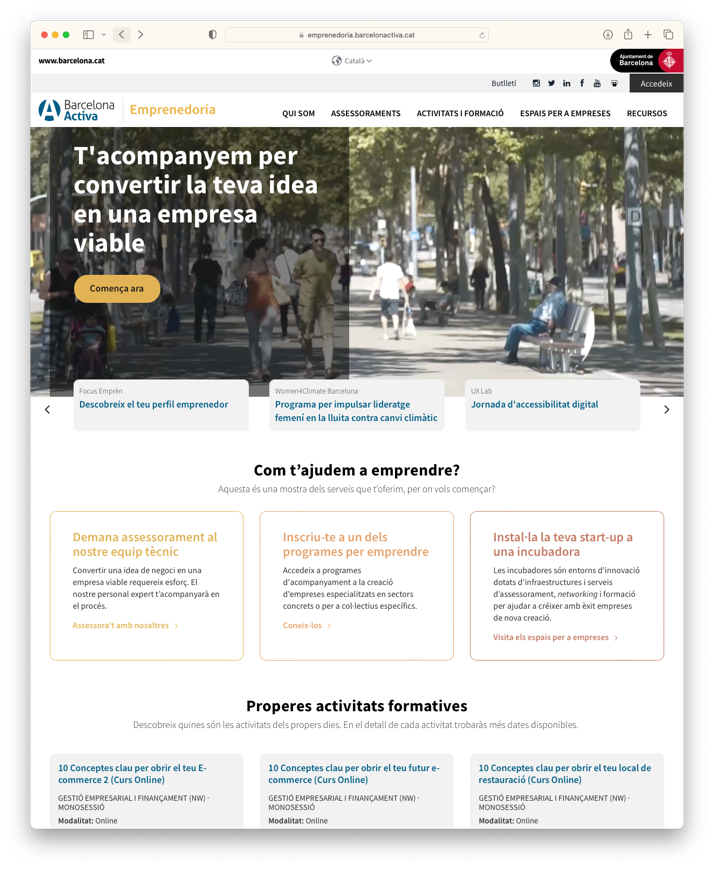 emprenedoria.barcelonactiva.cat
www.barcelona.cat
Català
Ajuntament de
Barcelona
Butlletí
Accedeix
Barcelona
Activa
Emprenedoria
QUI SOM
ASSESSORAMENTS
ACTIVITATS I FORMACIÓ
ESPAIS PER A EMPRESES
RECURSOS
T'acompanyem per
convertir la teva idea
en una empresa
viable
Comença ara
D
Focus Emprèn
Descobreix el teu perfil emprenedor
Women4Climate Barcelona
Programa per impulsar lideratge
femení en la lluita contra canvi climàtic
UX Lab
Jornada d'accessibilitat digital
Com t’ajudem a emprendre?
Aquesta és una mostra dels serveis que t’oferim, per on vols començar?
Demana assessorament al
nostre equip tècnic
Convertir una idea de negoci en una
empresa viable requereix esforç. El
nostre personal expert t’acompanyarà en
el procés.
Assessora't amb nosaltres
Inscriu-te a un dels
programes per emprendre
Accedeix a programes
d'acompanyament a la creació
d'empreses especialitzats en sectors
concrets o per a col·lectius específics.
Coneix-los
Instal·la la teva start-up a
una incubadora
Les incubadores són entorns d'innovació
dotats d'infraestructures i serveis
d’assessorament, networking i formació
per ajudar a créixer amb èxit empreses
de nova creació.
Visita els espais per a empreses
Properes activitats formatives
Descobreix quines són les activitats dels propers dies. En el detall de cada activitat trobaràs més dates disponibles.
10 Conceptes clau per obrir el teu E-
commerce 2 (Curs Online)
GESTIÓ EMPRESARIAL I FINANÇAMENT (NW) ·
MONOSESSIÓ
Modalitat: Online
10 Conceptes clau per obrir el teu futur e-
commerce (Curs Online)
GESTIÓ EMPRESARIAL I FINANÇAMENT (NW) ·
MONOSESSIÓ
Modalitat: Online
10 Conceptes clau per obrir el teu local de
restauració (Curs Online)
GESTIÓ EMPRESARIAL I FINANÇAMENT (NW) ·
MONOSESSIÓ
Modalitat: Online